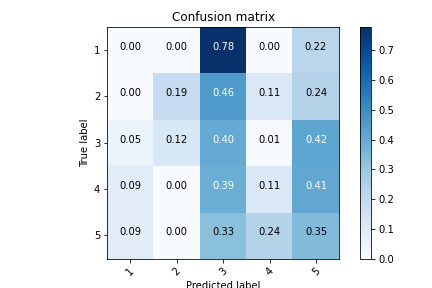 Confusion matrix
1 0.00 0.00 0.78 0.00 0.22
2 0.00 0.19 0.46 0.11 0.24
3 0.05 0.12 0.40 0.01 0.42
4 0.09 0.00 0.39 0.11 0.41
5 0.09 0.00 0.33 0.24 0.35
1 2 3 4 5
True label
Predicted label
0.7
0.6
0.5
0.4
0.3
0.2
0.1
0.0